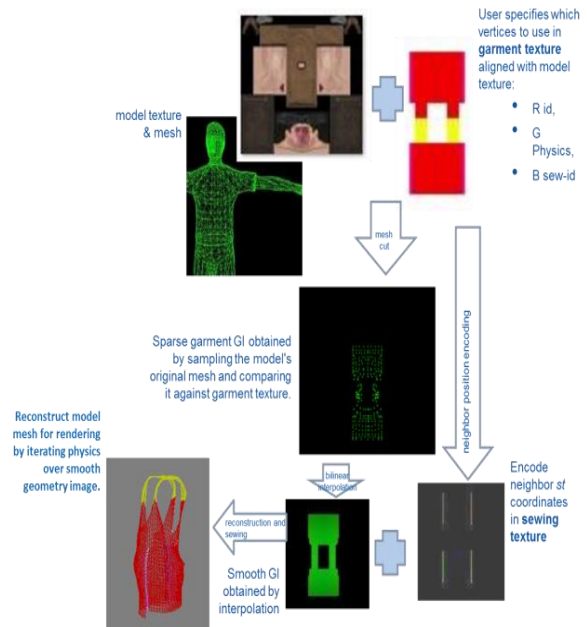 User specifies which
vertices to use in
garment texture
aligned with model
texture:
• R id,
• G
Physics,
• B sew-id
model texture
& mesh
mesh
cut
neighbor position encoding
Sparse garment GI obtained
by sampling the model's
original mesh and comparing
it against garment texture.
Reconstruct model
mesh for rendering
by iterating physics
over smooth
geometry image.
bilinear
interpolation
Encode
neighbor st
coordinates
in sewing
texture
reconstruction and
sewing
Smooth GI
obtained by
interpolation